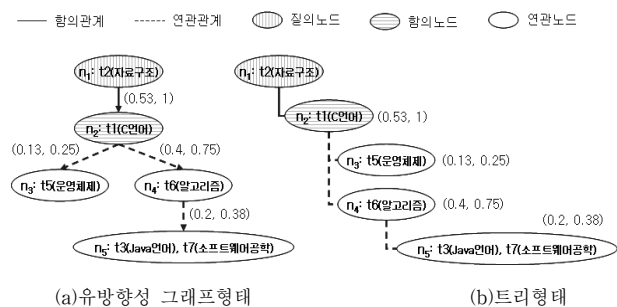 함의관계 연관관계 질의노드 함의노드 연관노드
n₁: t2(자료구조)
(0.53, 1)
n₂: t1(C언어)
(0.13, 0.25) (0.4, 0.75)
n₃: t5(운영체제) n₄: t6(알고리즘)
(0.2, 0.38)
n₅: t3(Java언어), t7(소프트웨어공학)
(a)유방향성 그래프형태
n₁: t2(자료구조)
n₂: t1(C언어) (0.53, 1)
n₃: t5(운영체제) (0.13, 0.25)
n₄: t6(알고리즘) (0.4, 0.75)
(0.2, 0.38)
n₅: t3(Java언어), t7(소프트웨어공학)
(b)트리형태